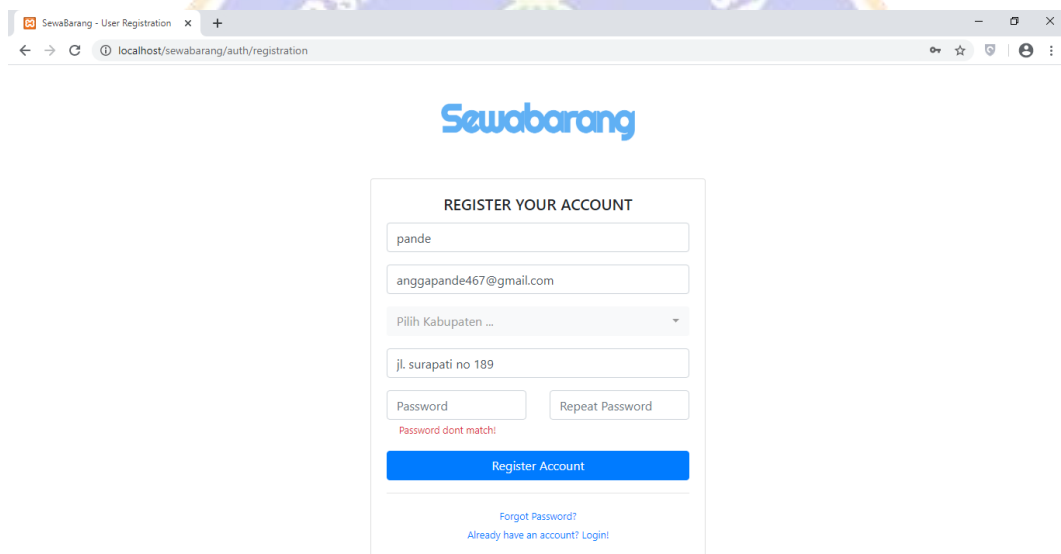 SewaBarang - User Registration
localhost/sewabarang/auth/registration
Sewabarang
REGISTER YOUR ACCOUNT
pande
anggapande467@gmail.com
Pilih Kabupaten ...
jl. surapati no 189
Password Repeat Password
Password dont match!
Register Account
Forgot Password?
Already have an account? Login!